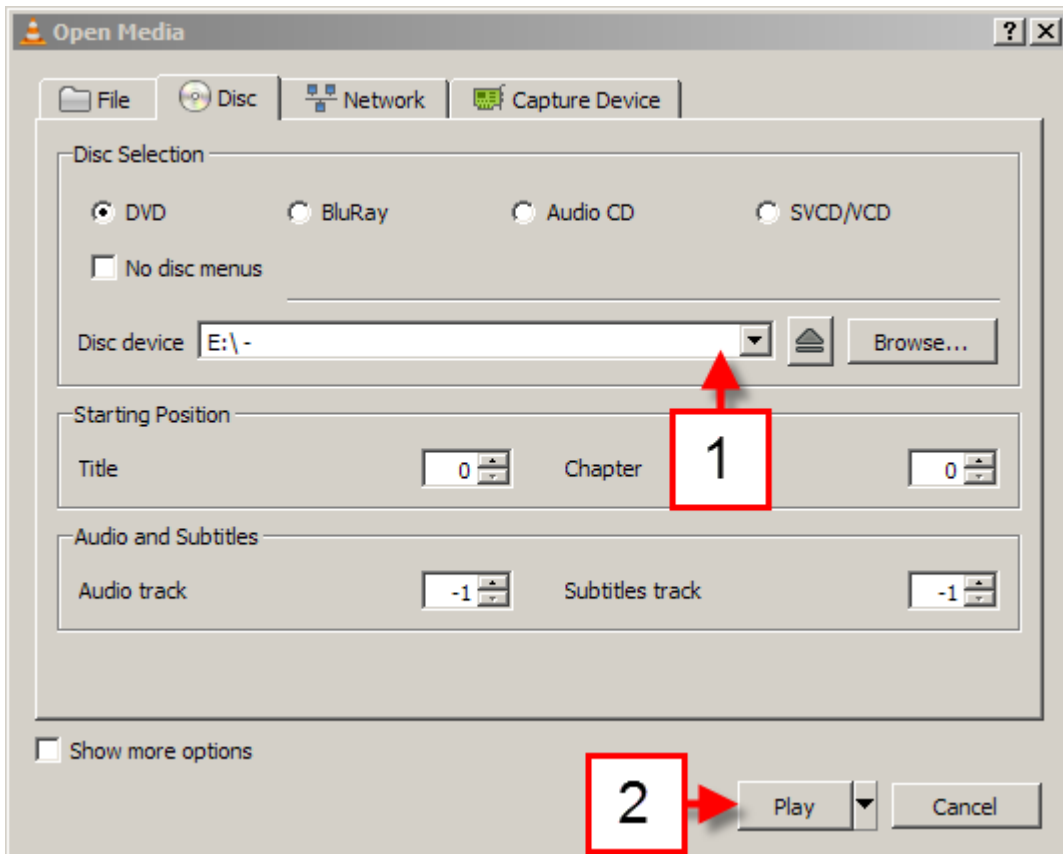 Open Media
File Disc Network Capture Device
Disc Selection
DVD BluRay Audio CD SVCD/VCD
No disc menus
Disc device E:\ - Browse...
1
Starting Position
Title 0 Chapter 0
Audio and Subtitles
Audio track -1 Subtitles track -1
Show more options
2
Play Cancel